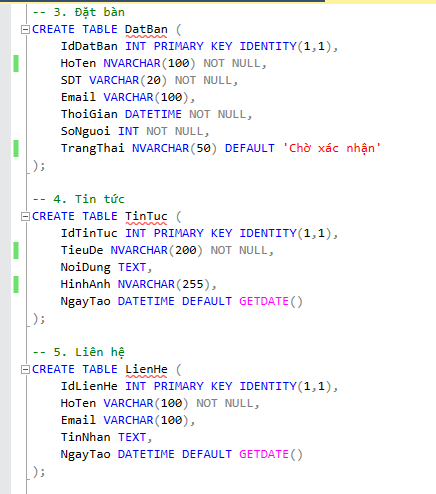 -- 3. Đặt bàn
CREATE TABLE DatBan (
IdDatBan INT PRIMARY KEY IDENTITY(1,1),
HoTen NVARCHAR(100) NOT NULL,
SDT VARCHAR(20) NOT NULL,
Email VARCHAR(100),
ThoiGian DATETIME NOT NULL,
SoNguoi INT NOT NULL,
TrangThai NVARCHAR(50) DEFAULT 'Chờ xác nhận'
);
-- 4. Tin tức
CREATE TABLE TinTuc (
IdTinTuc INT PRIMARY KEY IDENTITY(1,1),
TieuDe NVARCHAR(200) NOT NULL,
NoiDung TEXT,
HinhAnh NVARCHAR(255),
NgayTao DATETIME DEFAULT GETDATE()
);
-- 5. Liên hệ
CREATE TABLE LienHe (
IdLienHe INT PRIMARY KEY IDENTITY(1,1),
HoTen VARCHAR(100) NOT NULL,
Email VARCHAR(100),
TinNhan TEXT,
NgayTao DATETIME DEFAULT GETDATE()
);